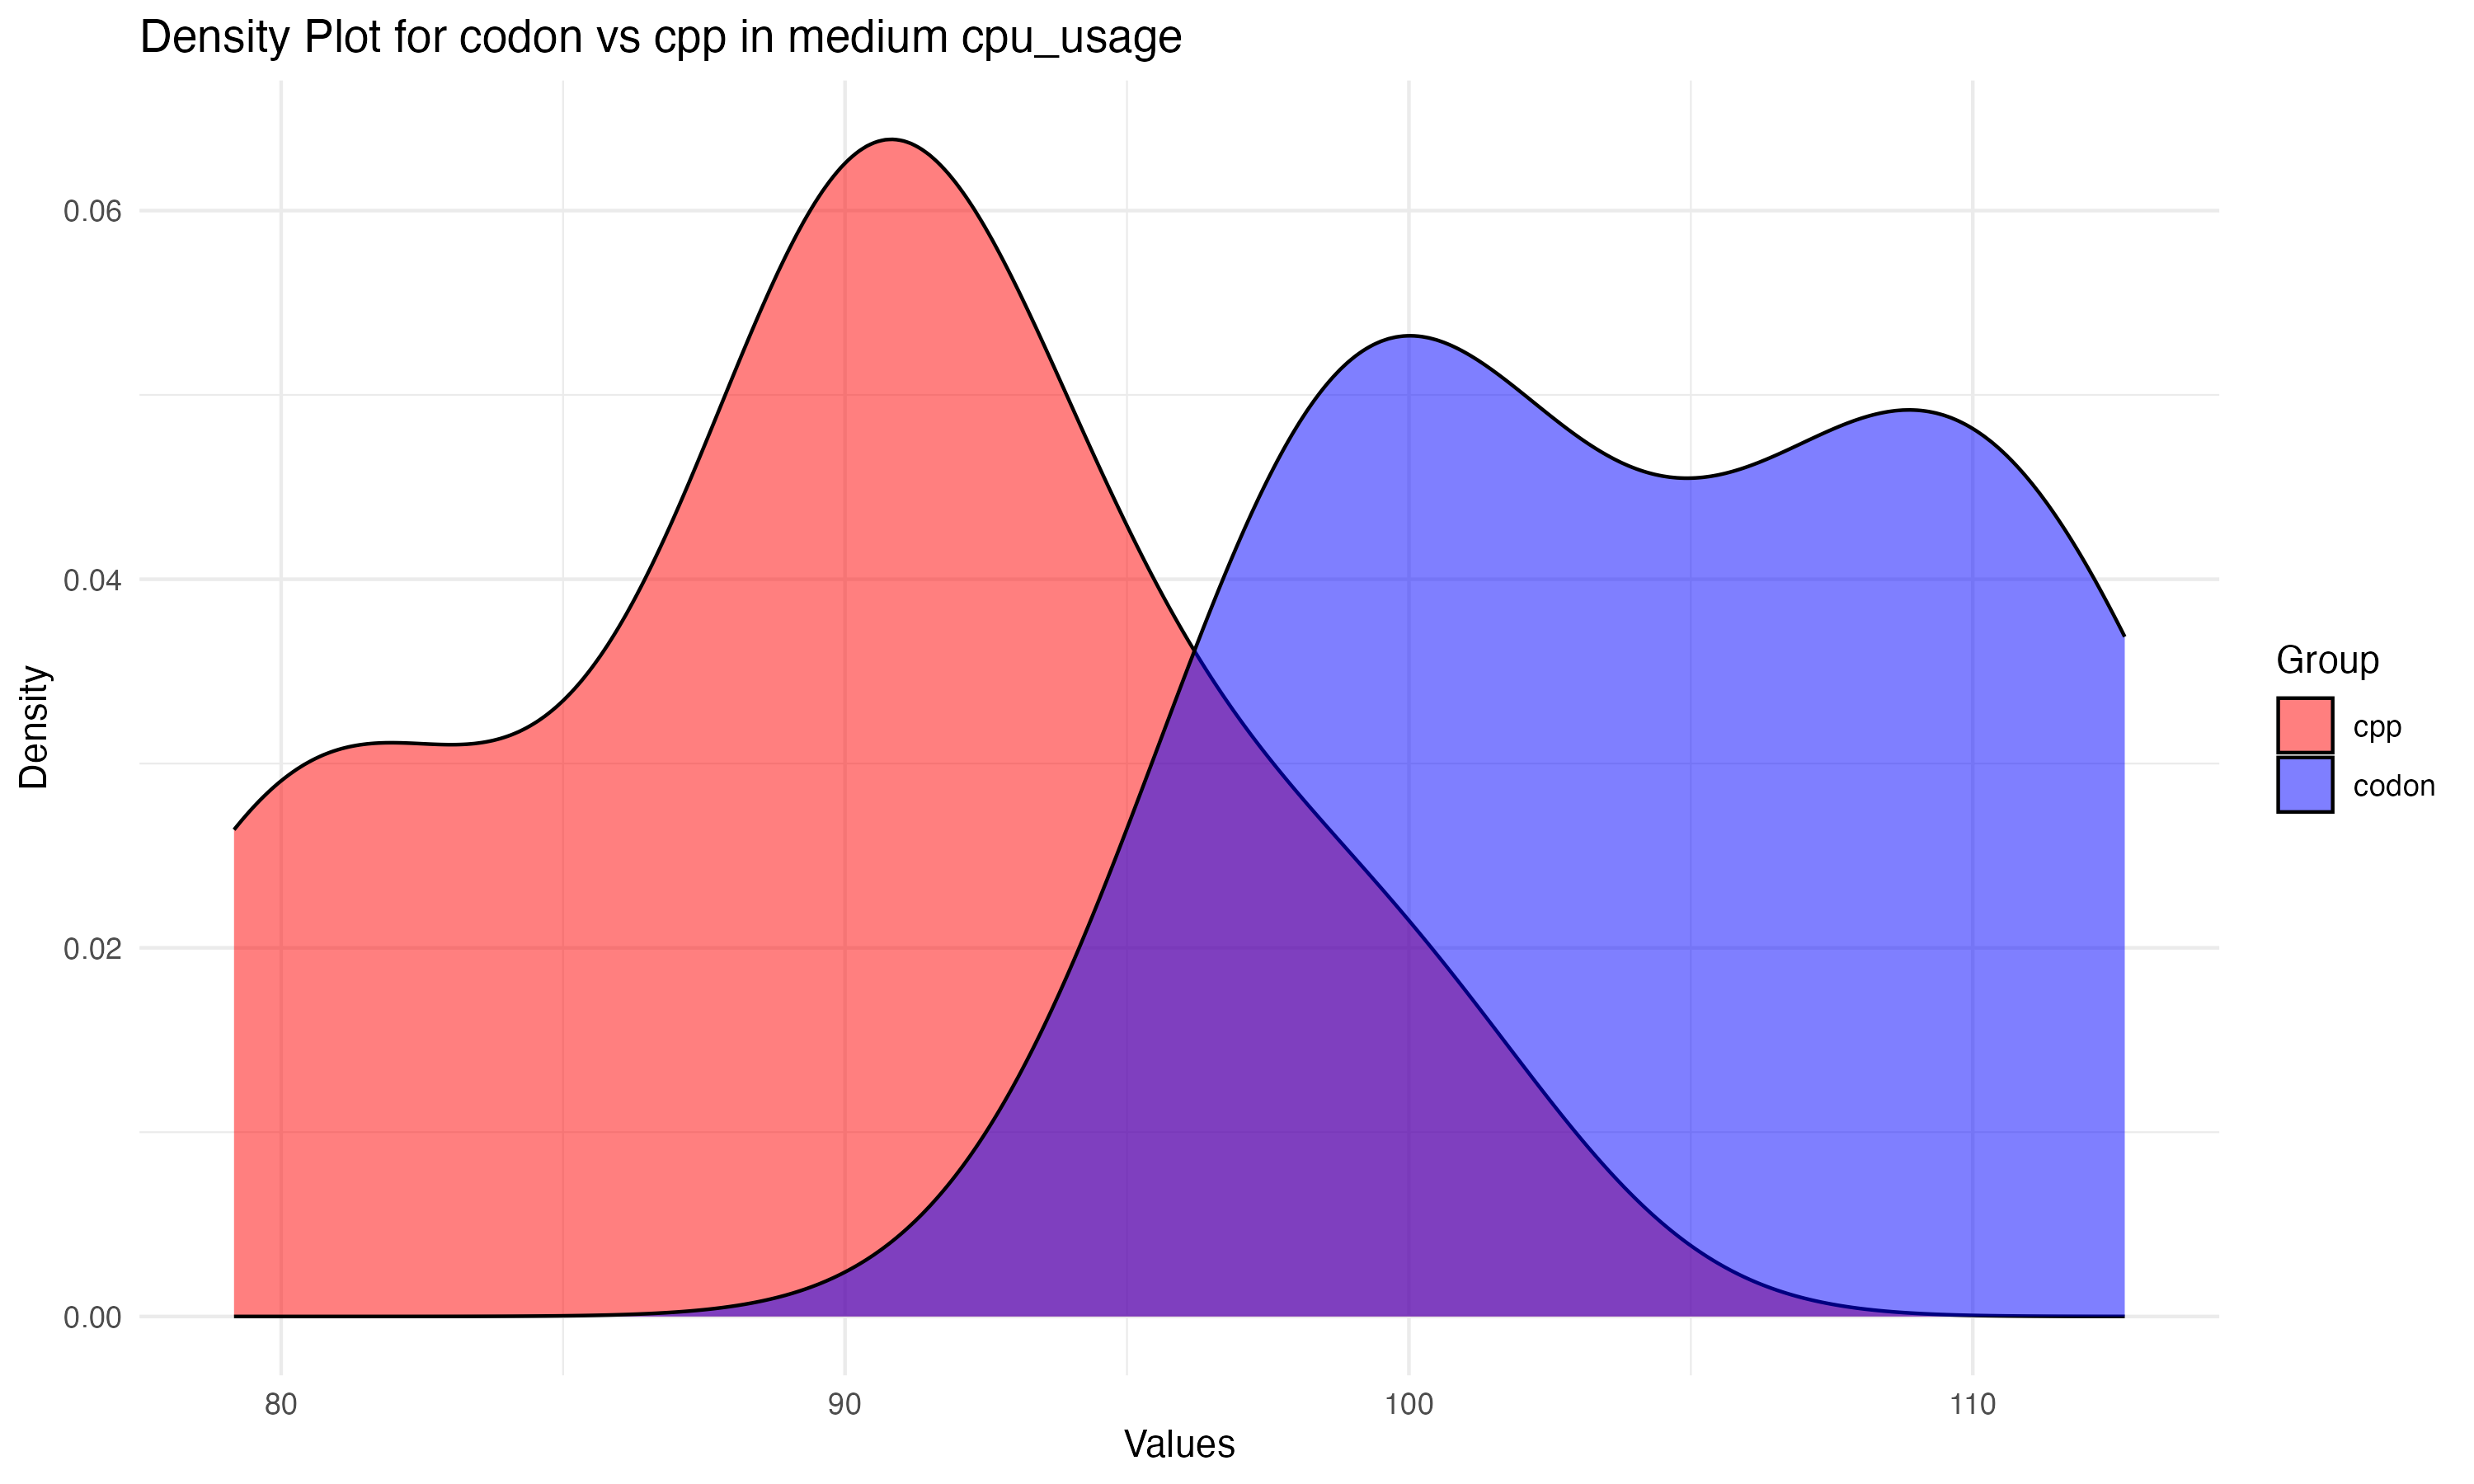 Density Plot for codon vs cpp in medium cpu_usage
Density
0.06
0.04
0.02
0.00
80 90 100 110
Values
Group
cpp
codon